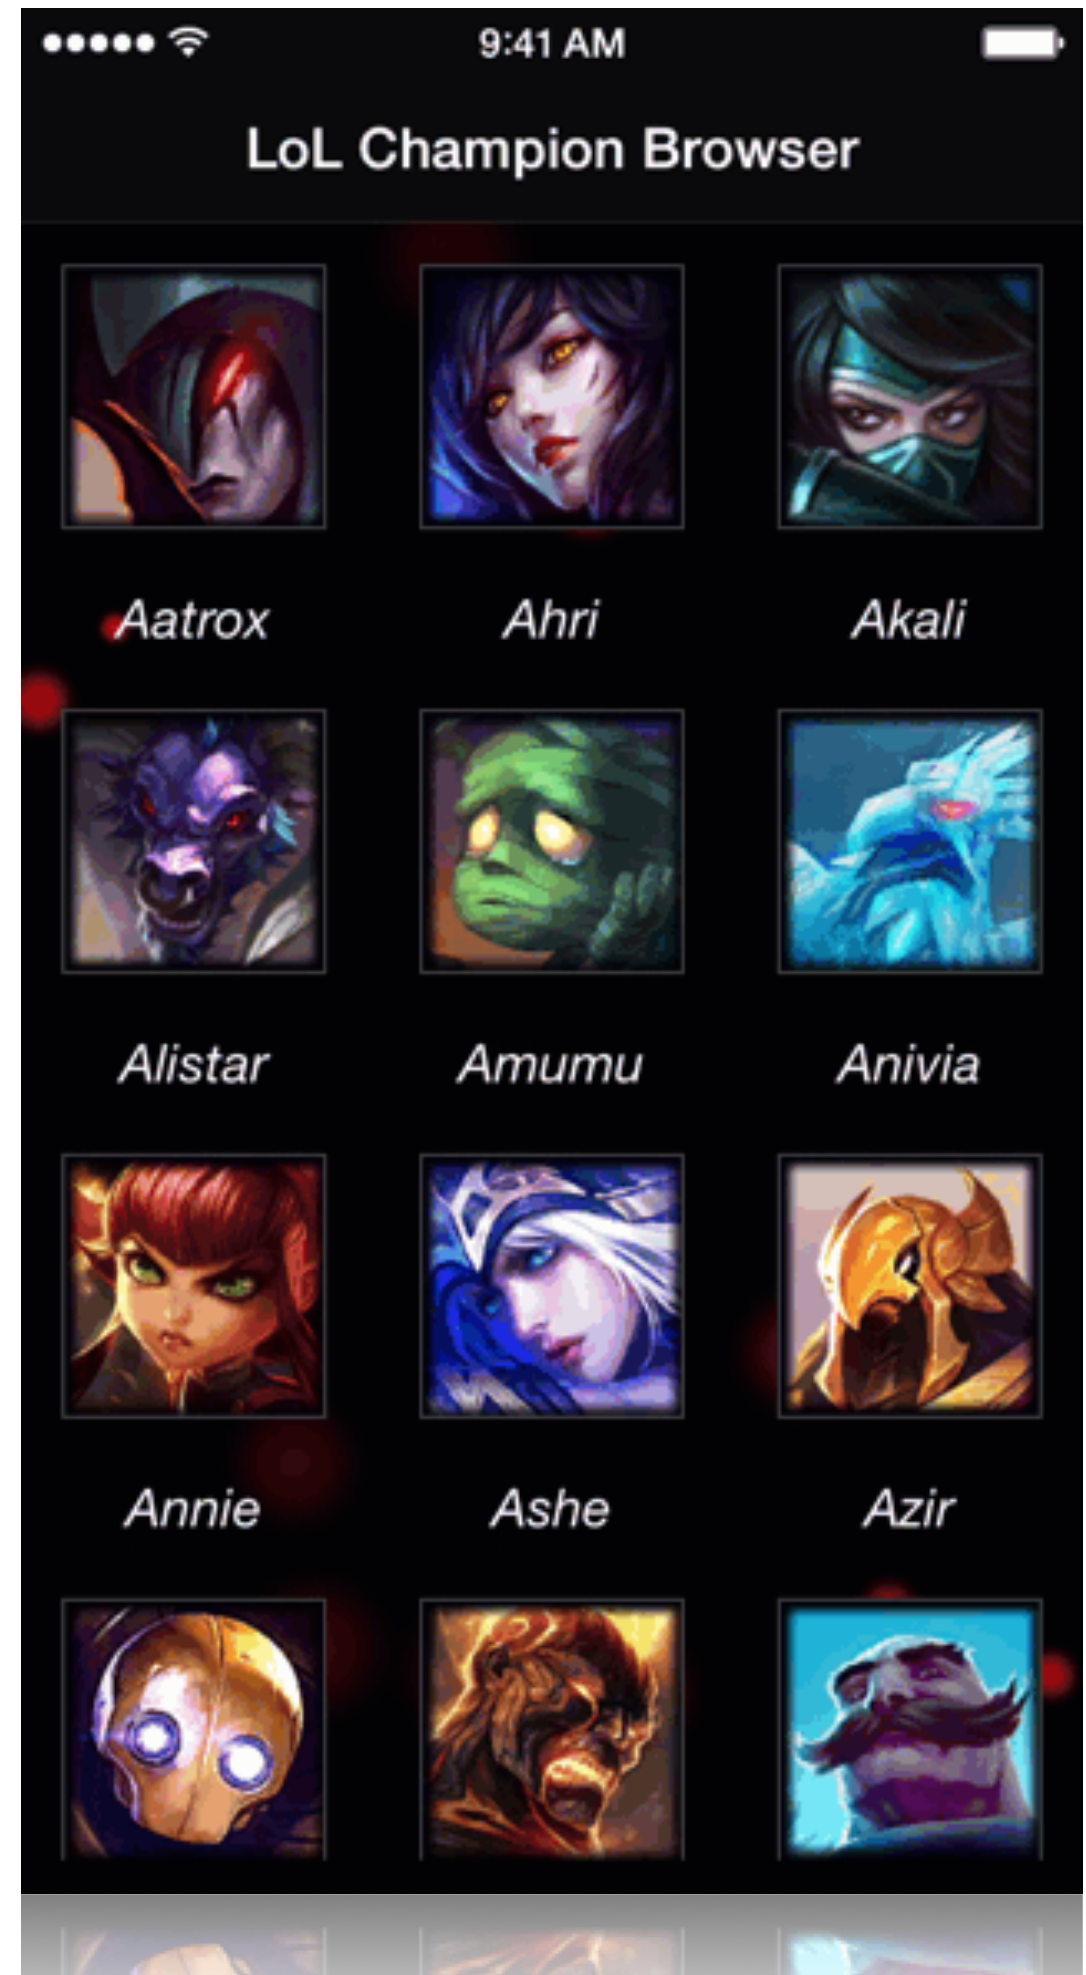 9:41 AM
LoL Champion Browser
Aatrox Ahri Akali
Alistar Amumu Anivia
Annie Ashe Azir